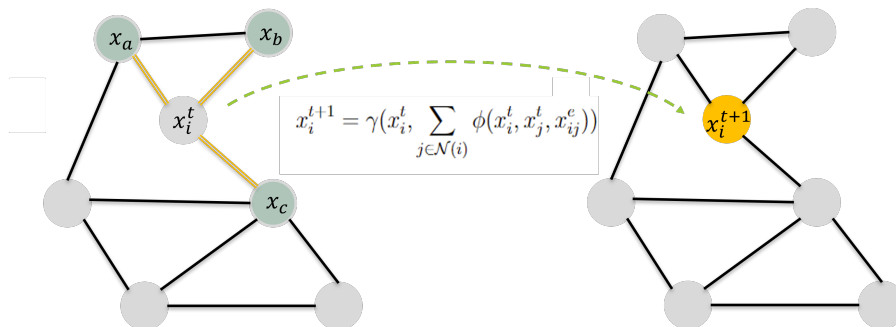 x_a
x_b
x_i^t
x_i^{t+1} = γ(x_i^t, ∑_{j∈N(i)} φ(x_i^t, x_j^t, x_{ij}^e))
x_i^{t+1}
x_c